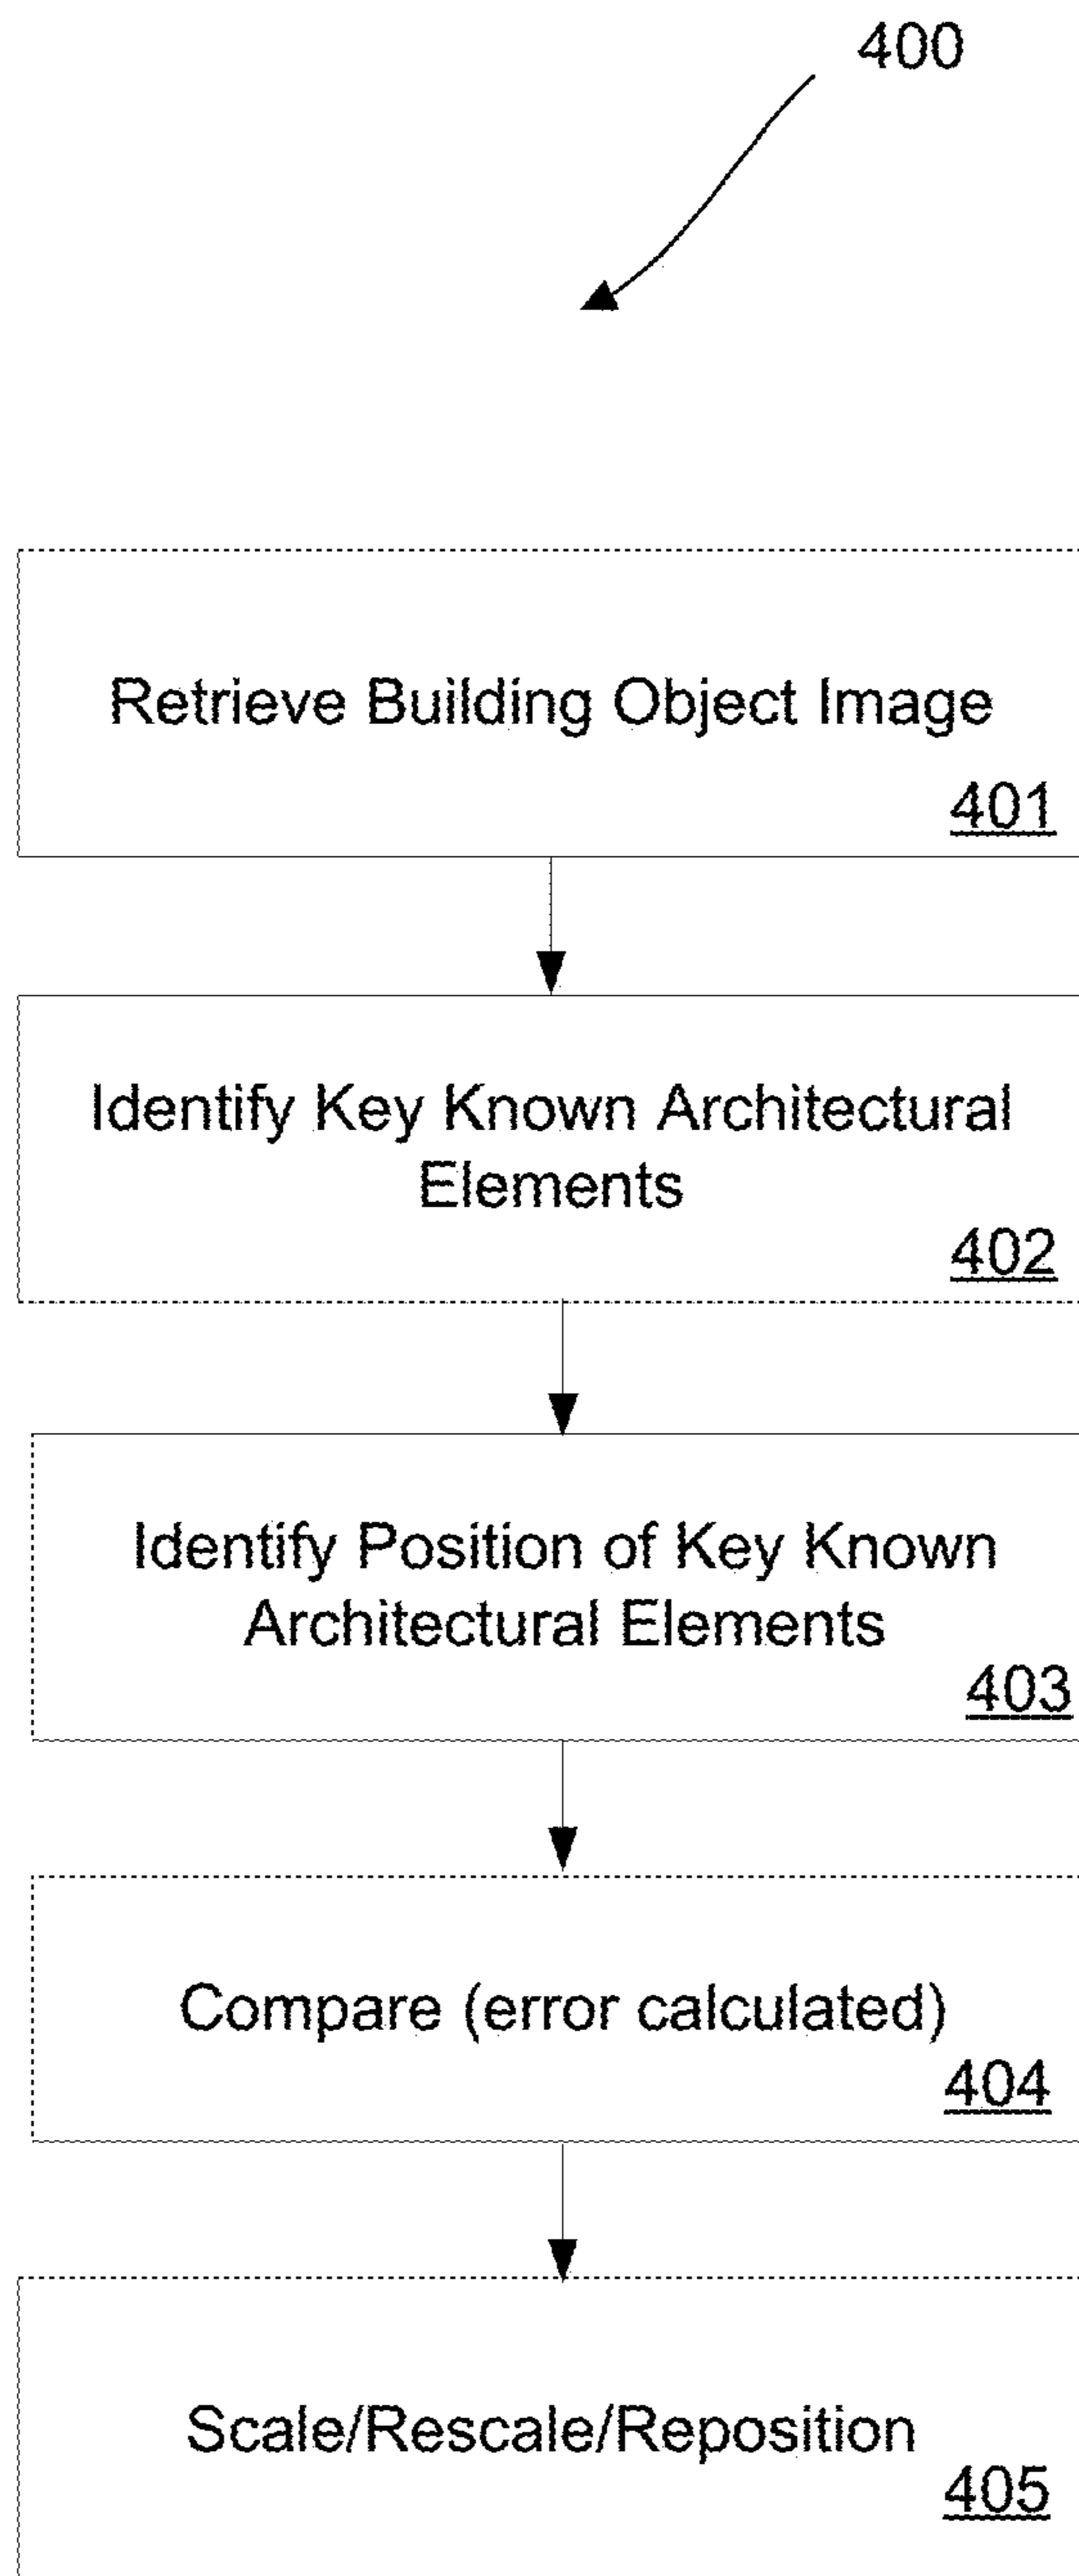 400
Retrieve Building Object Image
401
Identify Key Known Architectural
Elements
402
Identify Position of Key Known
Architectural Elements
403
Compare (error calculated)
404
Scale/Rescale/Reposition
405